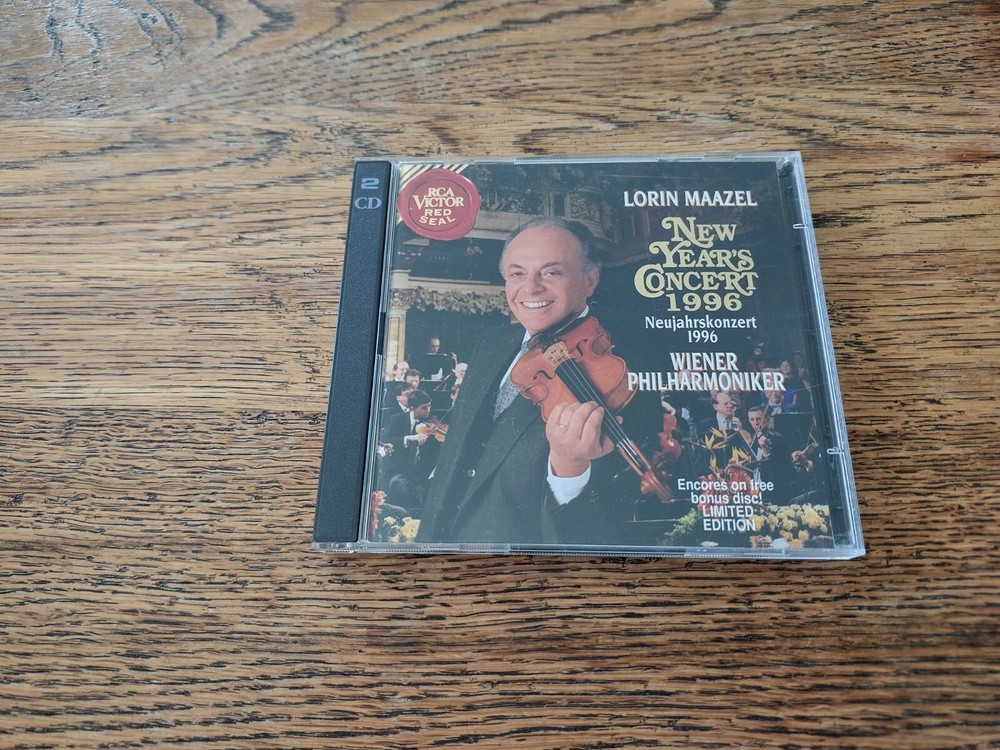 2
CD
RCA
VICTOR
RED
SEAL
LORIN MAAZEL
NEW
YEAR'S
CONCERT
1996
Neujahrskonzert
1996
WIENER
PHILHARMONIKER
Encores on free
bonus disc!
LIMITED
EDITION